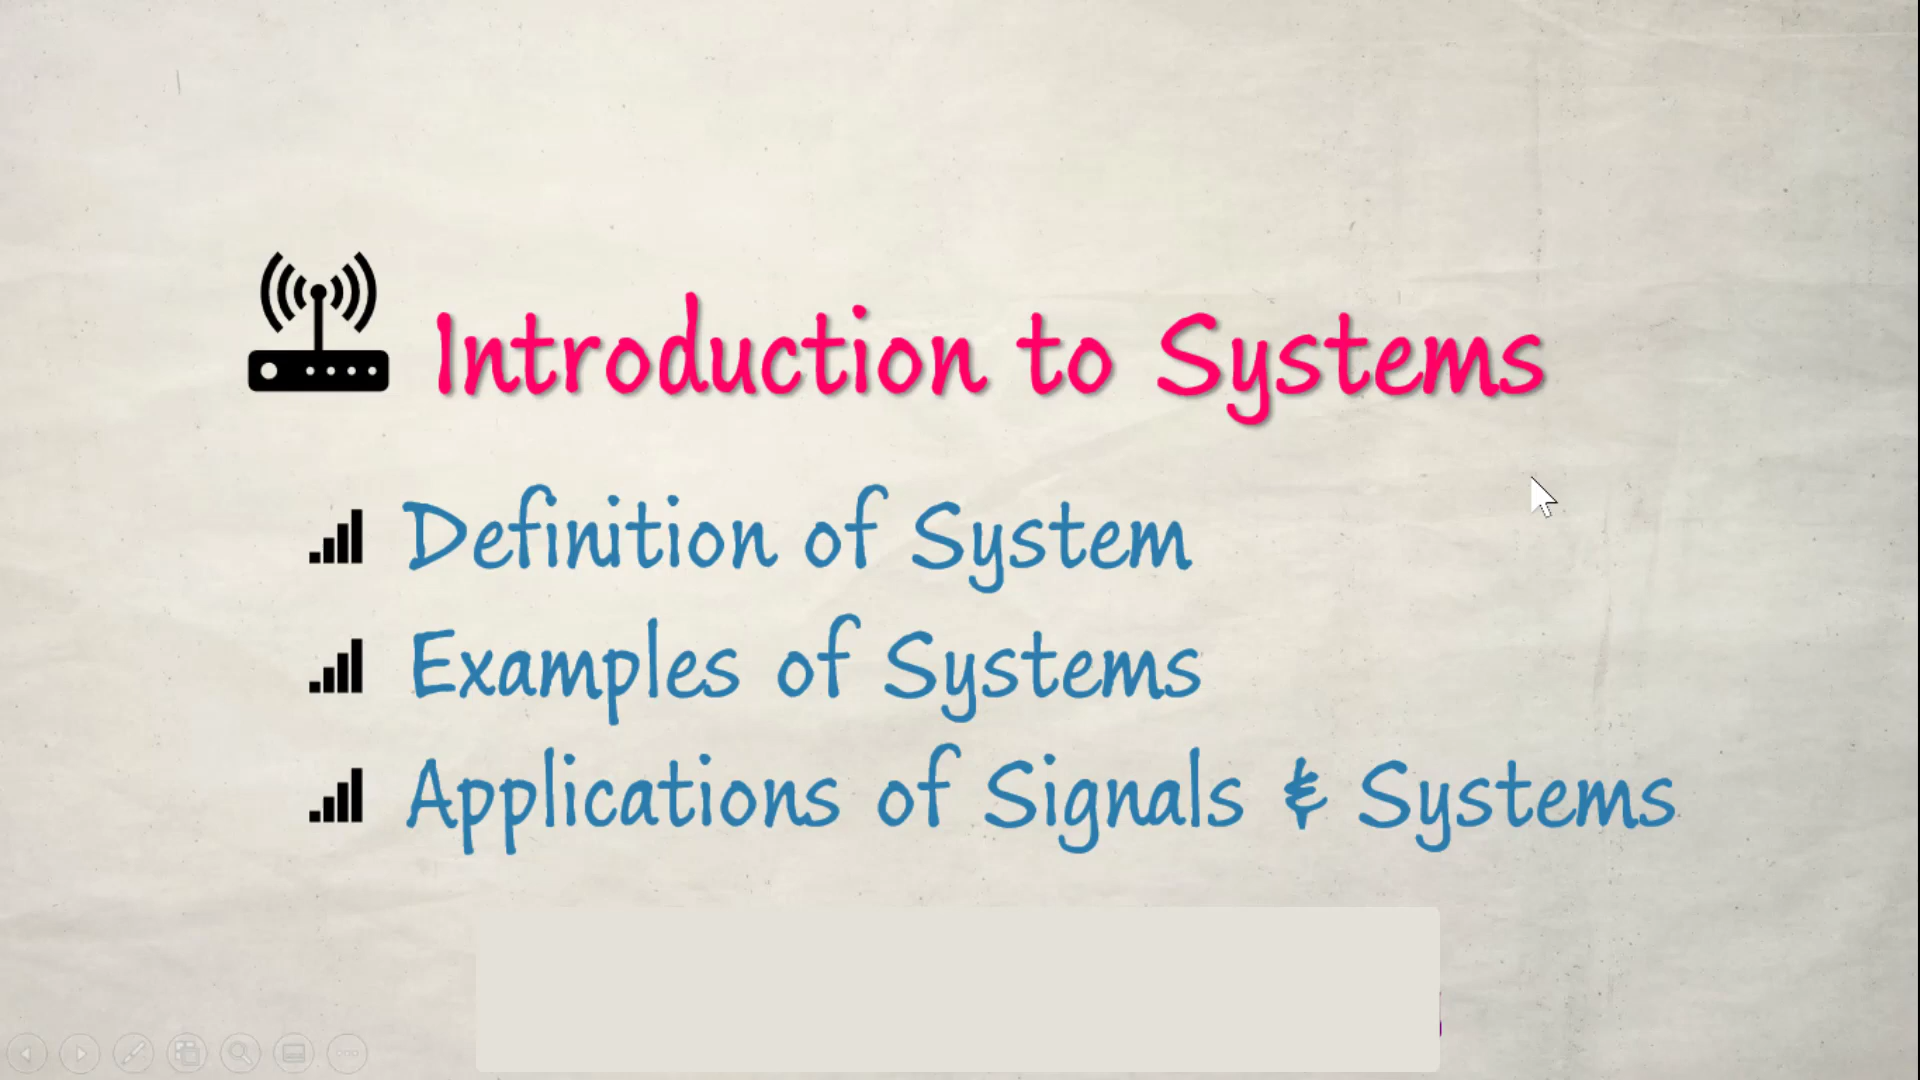 Introduction to Systems
Definition of System
Examples of Systems
Applications of Signals & Systems